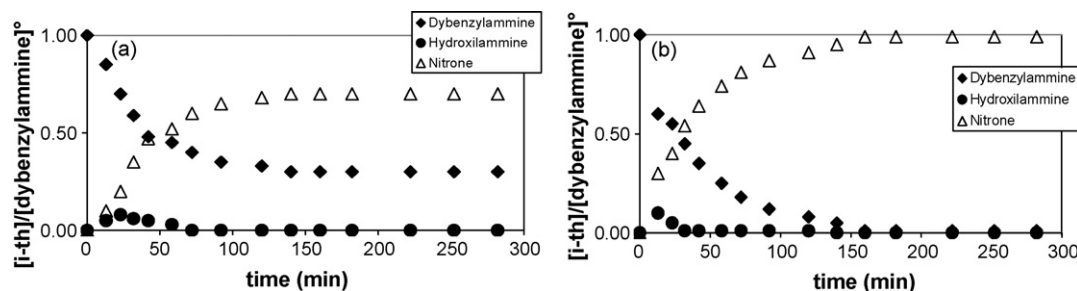 (a)
◆ Dybenzylammine
● Hydroxilammine
△ Nitrone
[i-th]/[dybenzylammine]°
1.00
0.50
0.00
0 50 100 150 200 250 300
time (min)
(b)
◆ Dybenzylammine
● Hydroxilammine
△ Nitrone
[i-th]/[dybenzylammine]°
1.00
0.50
0.00
0 50 100 150 200 250 300
time (min)